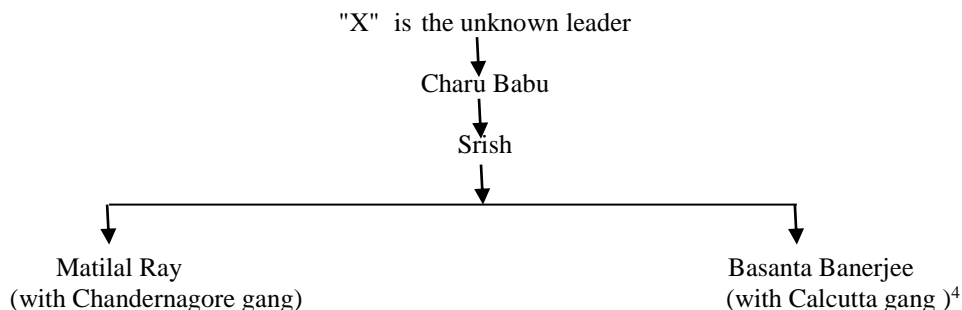 "X" is the unknown leader
Charu Babu
Srish
Matilal Ray
(with Chandernagore gang)
Basanta Banerjee
(with Calcutta gang )⁴